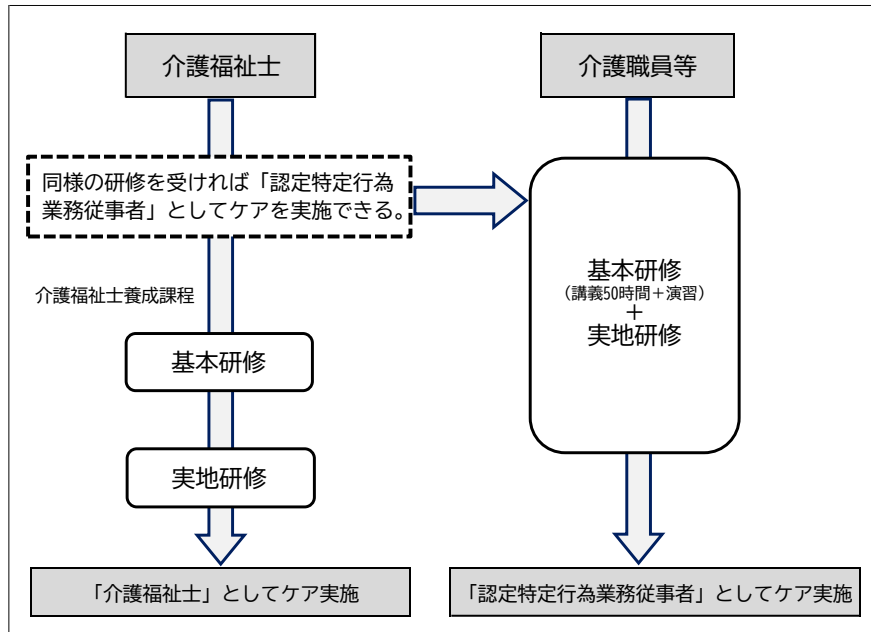 介護福祉士
介護職員等
同様の研修を受ければ「認定特定行為
業務従事者」としてケアを実施できる。
介護福祉士養成課程
基本研修
実地研修
基本研修
（講義50時間＋演習）
＋
実地研修
「介護福祉士」としてケア実施
「認定特定行為業務従事者」としてケア実施